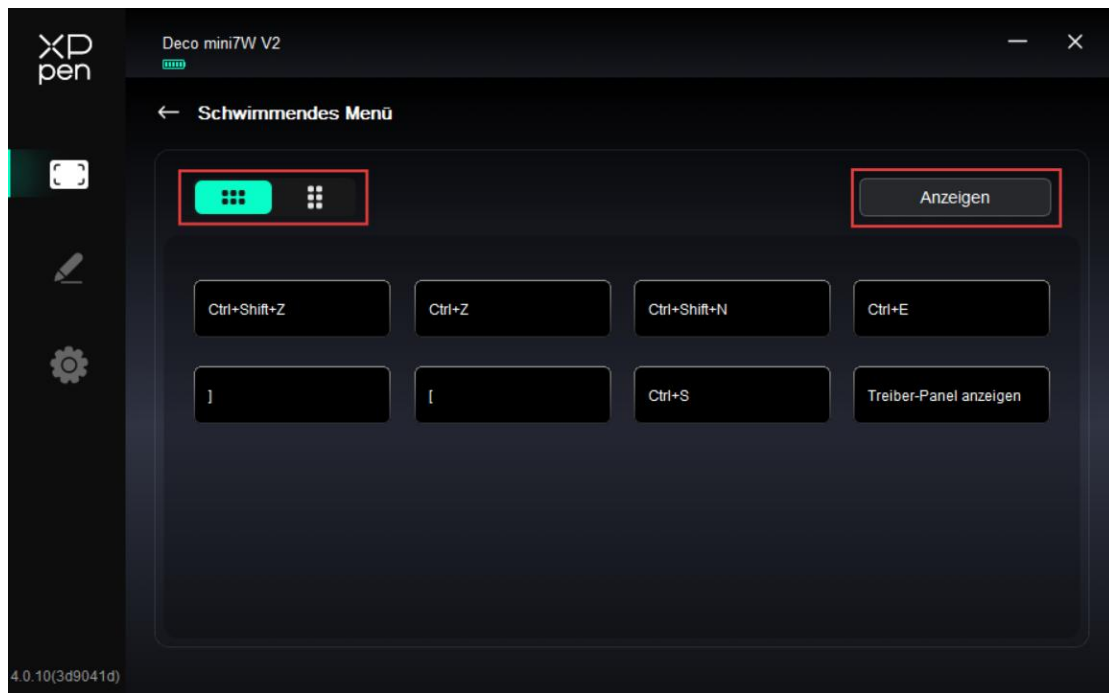 XP
pen
Deco mini7W V2
Schwimmendes Menü
Anzeigen
Ctrl+Shift+Z
Ctrl+Z
Ctrl+Shift+N
Ctrl+E
]
[
Ctrl+S
Treiber-Panel anzeigen
4.0.10(3d9041d)